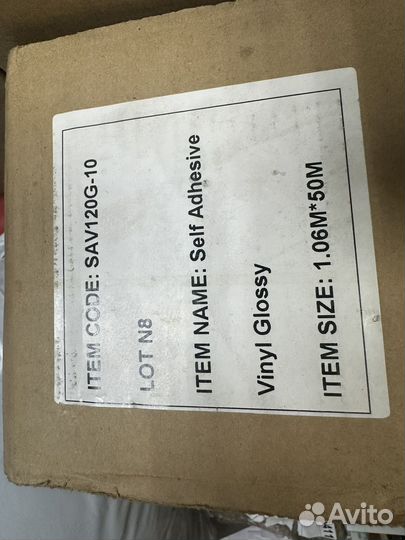 ITEM CODE: SAV120G-10
LOT N8
ITEM NAME: Self Adhesive
Vinyl Glossy
ITEM SIZE: 1.06M*50M
Avito